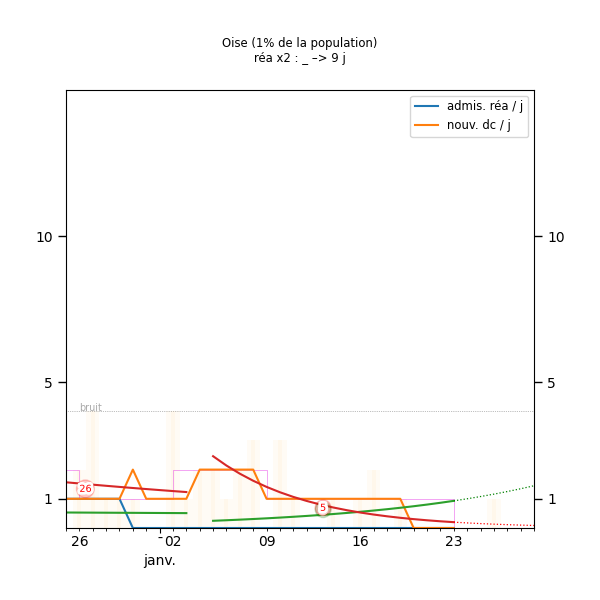 Oise (1% de la population)
réa x2 : _ –> 9 j
admis. réa / j
nouv. dc / j
10 10
5 5
bruit
26
5
1 1
26 02 09 16 23
janv.